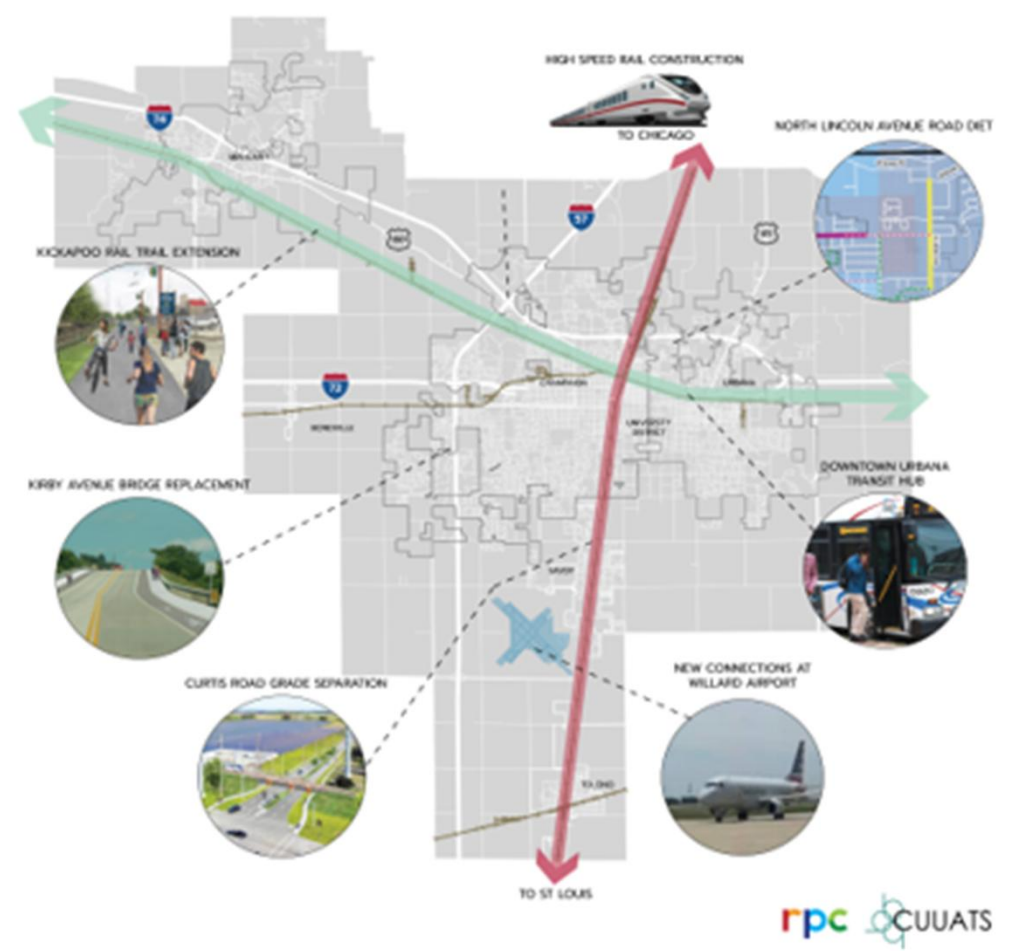 HIGH SPEED RAIL CONSTRUCTION
TO CHICAGO
NORTH LINCOLN AVENUE ROAD DIET
74
57
45
KICKAPOO RAIL TRAIL EXTENSION
72
CHAMPAIGN
URBANA
UNIVERSITY
DISTRICT
KIRBY AVENUE BRIDGE REPLACEMENT
DOWNTOWN URBANA
TRANSIT HUB
SAVOY
CURTIS ROAD GRADE SEPARATION
NEW CONNECTIONS AT
WILLARD AIRPORT
TOLONO
TO ST LOUIS
rpc
CUUATS